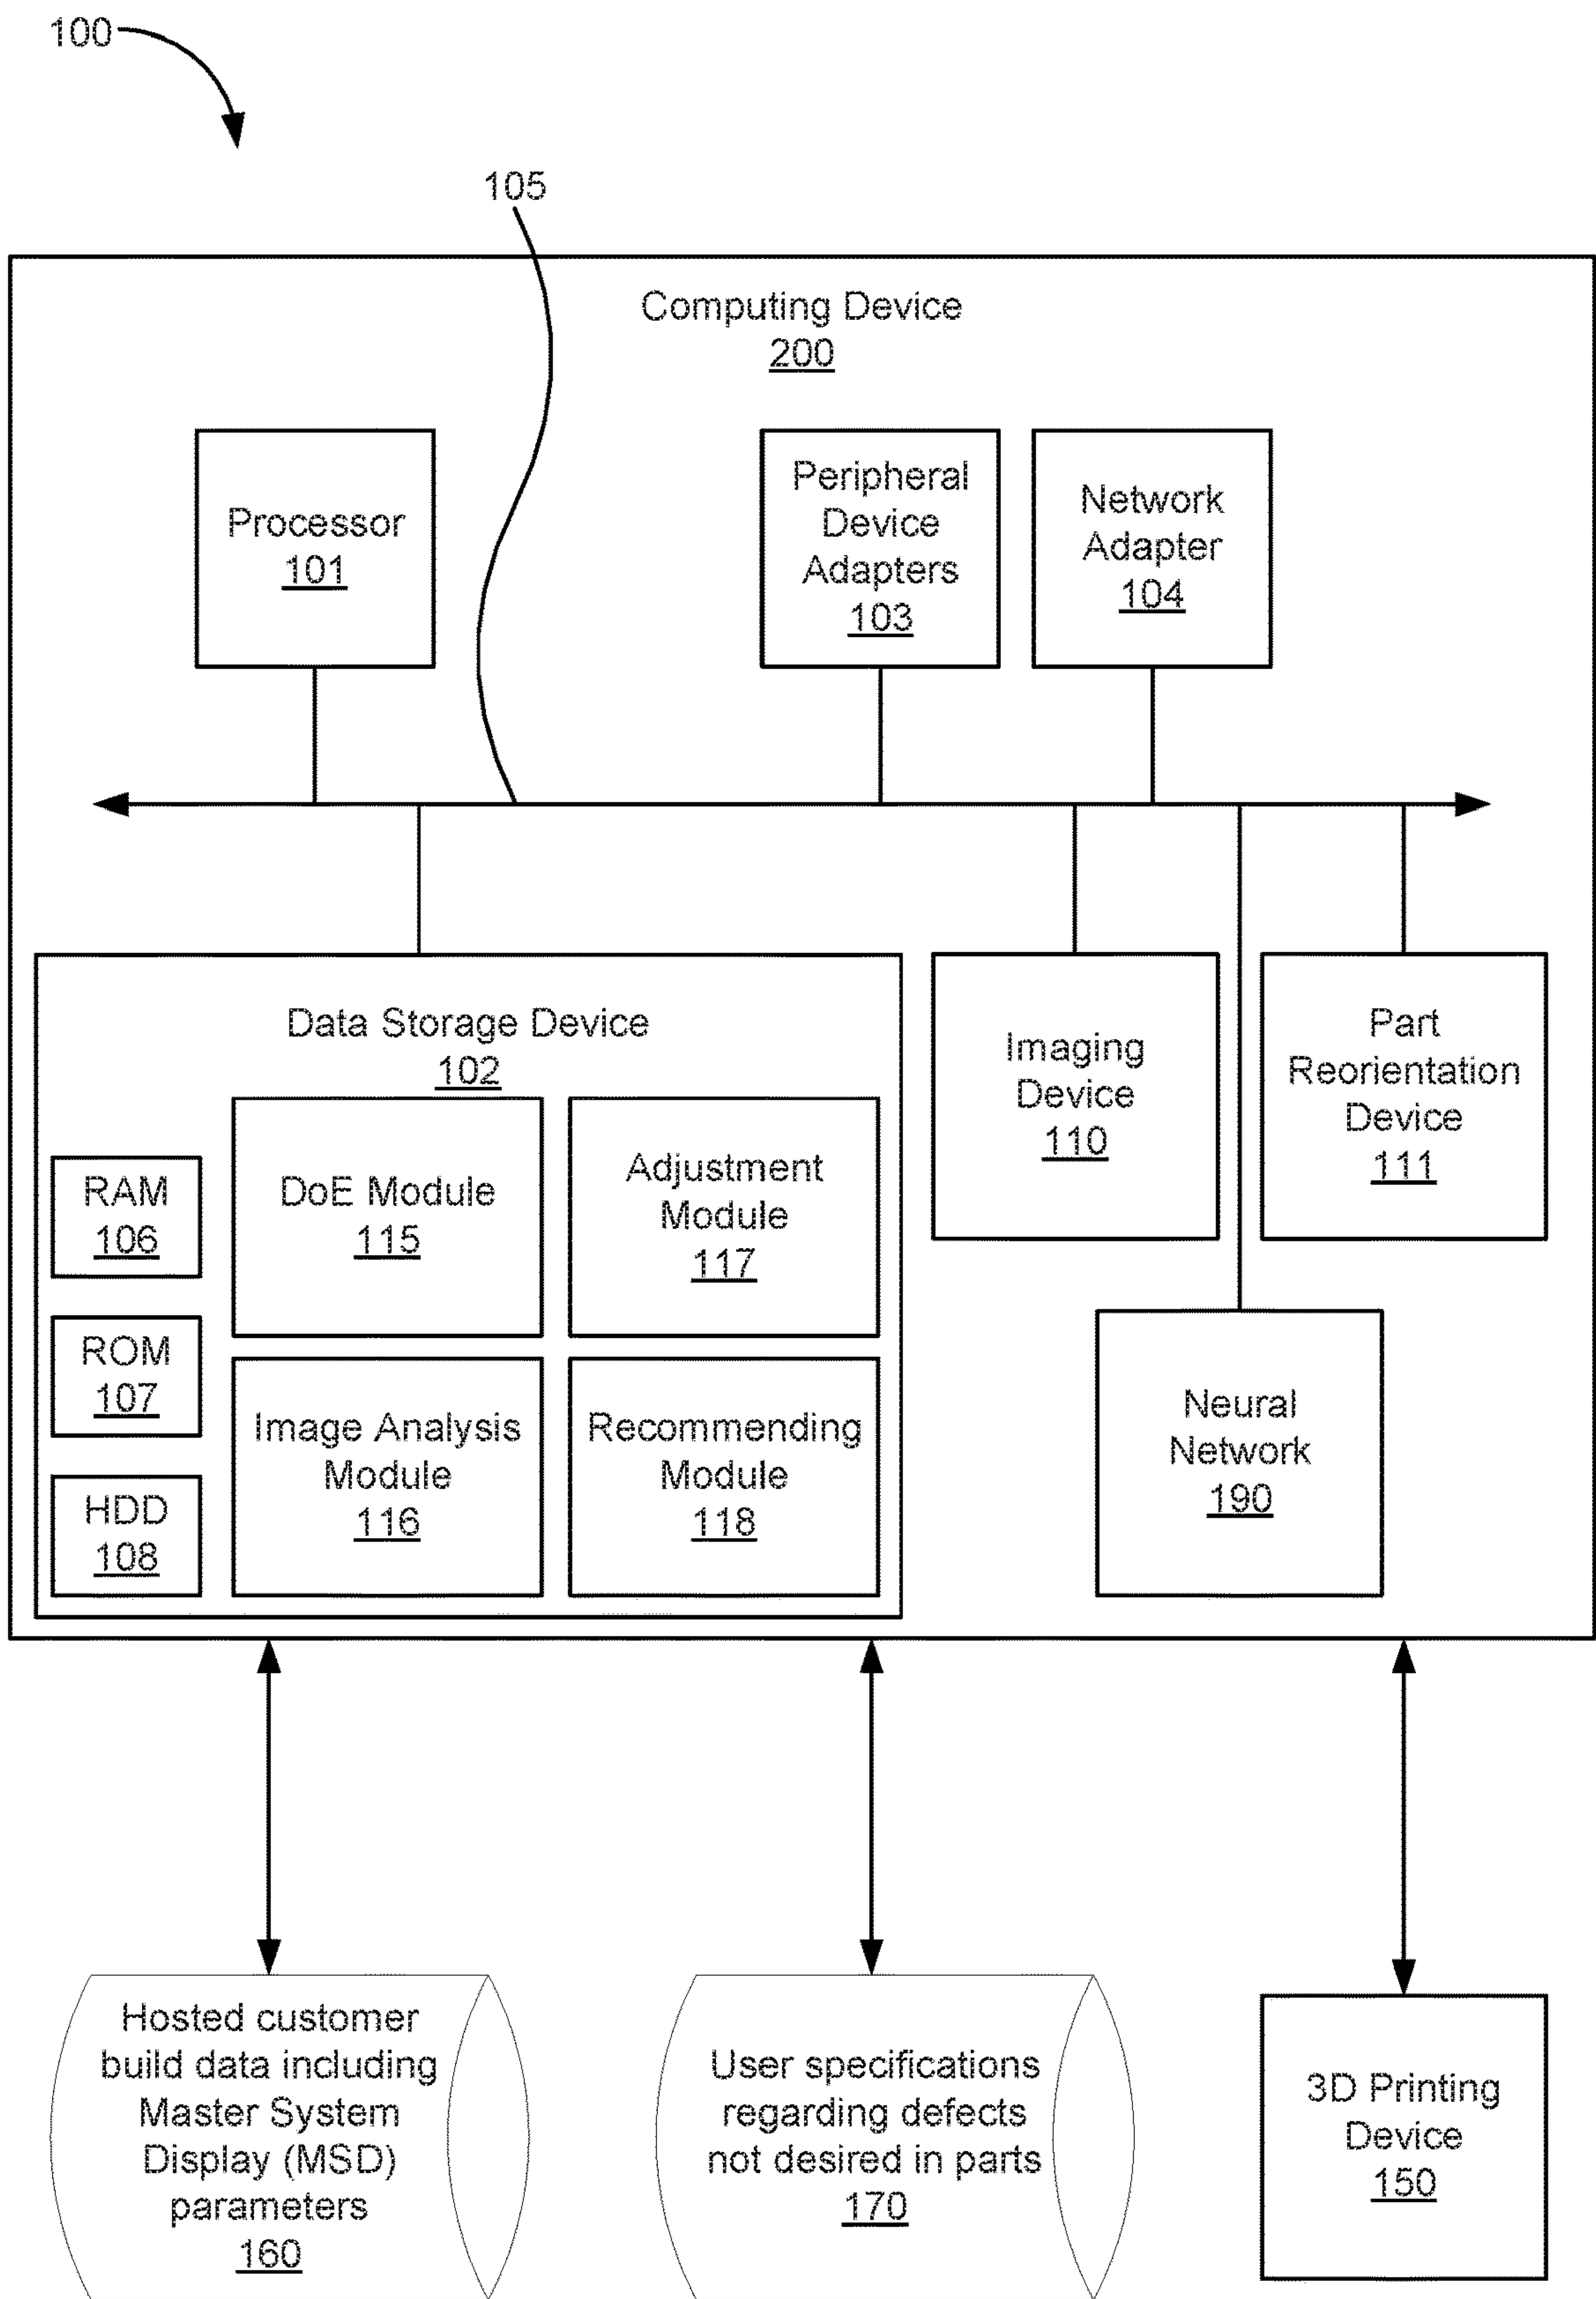 100
105
Computing Device
200
Processor
101
Peripheral
Device
Adapters
103
Network
Adapter
104
Data Storage Device
102
RAM
106
ROM
107
HDD
108
DoE Module
115
Adjustment
Module
117
Image Analysis
Module
116
Recommending
Module
118
Imaging
Device
110
Part
Reorientation
Device
111
Neural
Network
190
Hosted customer
build data including
Master System
Display (MSD)
parameters
160
User specifications
regarding defects
not desired in parts
170
3D Printing
Device
150